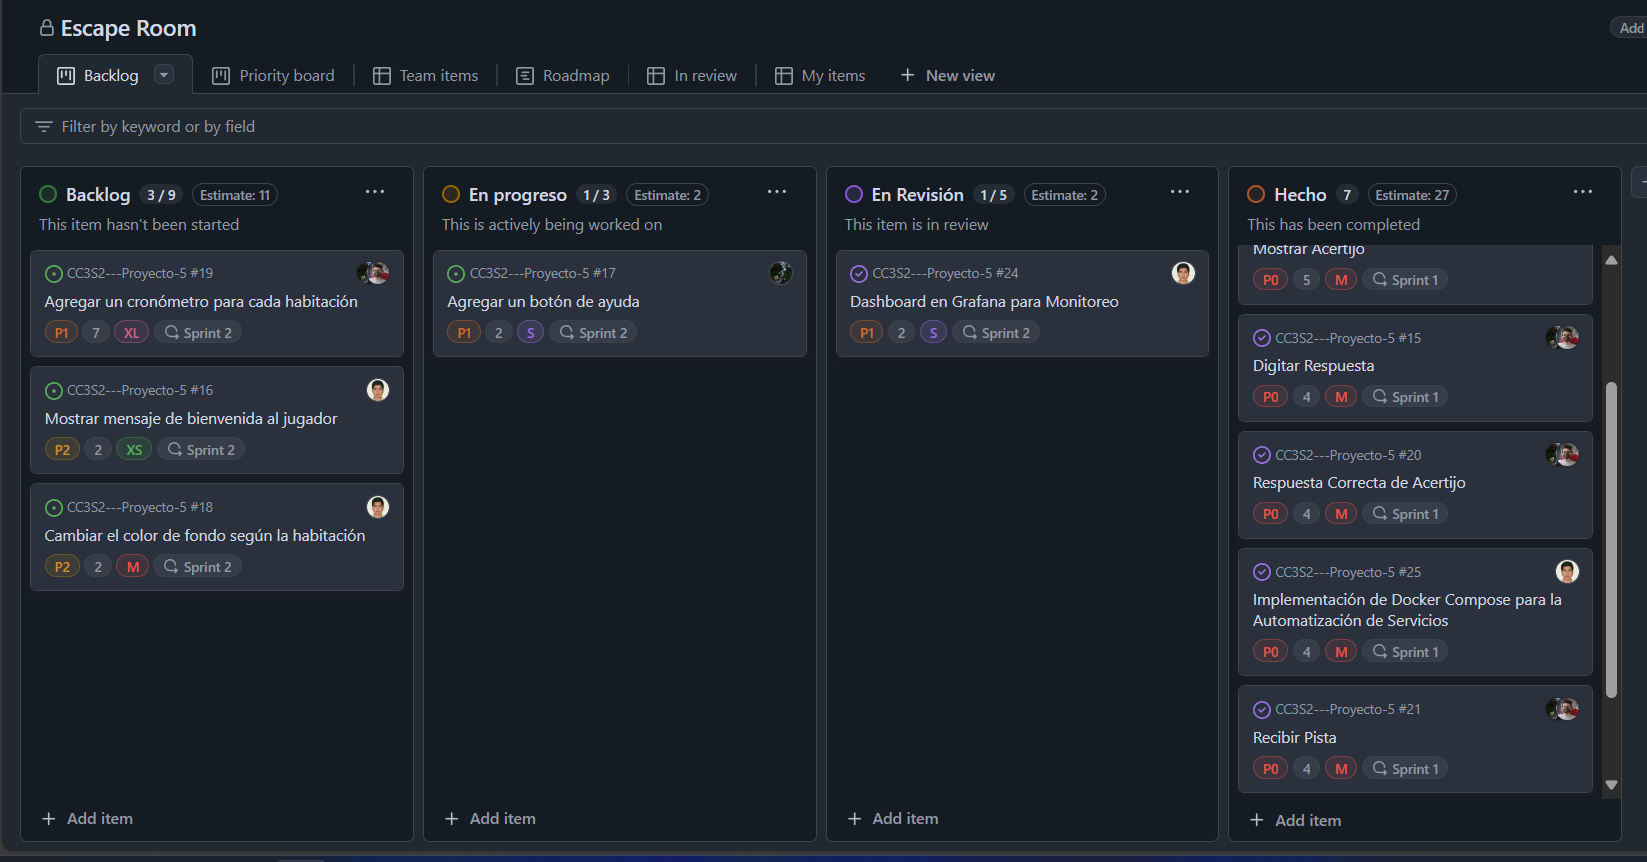 Escape Room
Add
Backlog
Priority board
Team items
Roadmap
In review
My items
New view
Filter by keyword or by field
Backlog 3 / 9 Estimate: 11
This item hasn't been started
CC3S2---Proyecto-5 #19
Agregar un cronómetro para cada habitación
P1 7 XL Sprint 2
CC3S2---Proyecto-5 #16
Mostrar mensaje de bienvenida al jugador
P2 2 XS Sprint 2
CC3S2---Proyecto-5 #18
Cambiar el color de fondo según la habitación
P2 2 M Sprint 2
Add item
En progreso 1 / 3 Estimate: 2
This is actively being worked on
CC3S2---Proyecto-5 #17
Agregar un botón de ayuda
P1 2 S Sprint 2
Add item
En Revisión 1 / 5 Estimate: 2
This item is in review
CC3S2---Proyecto-5 #24
Dashboard en Grafana para Monitoreo
P1 2 S Sprint 2
Add item
Hecho 7 Estimate: 27
This has been completed
Mostrar Acertijo
P0 5 M Sprint 1
CC3S2---Proyecto-5 #15
Digitar Respuesta
P0 4 M Sprint 1
CC3S2---Proyecto-5 #20
Respuesta Correcta de Acertijo
P0 4 M Sprint 1
CC3S2---Proyecto-5 #25
Implementación de Docker Compose para la
Automatización de Servicios
P0 4 M Sprint 1
CC3S2---Proyecto-5 #21
Recibir Pista
P0 4 M Sprint 1
Add item